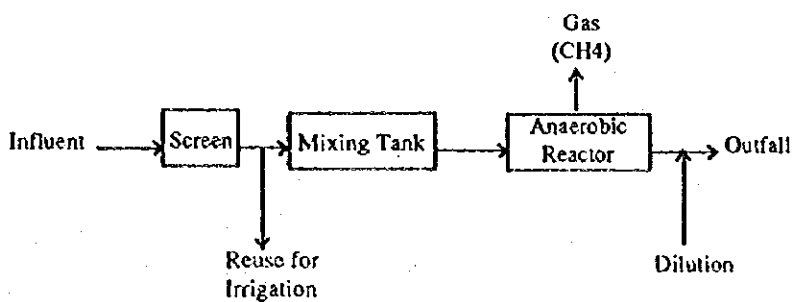 Gas
(CH4)
Influent
Screen
Mixing Tank
Anaerobic
Reactor
Outfall
Reuse for
Irrigation
Dilution